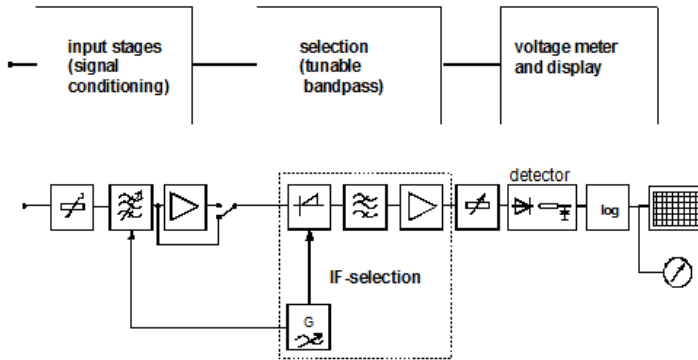 input stages
(signal
conditioning)
selection
(tunable
bandpass)
voltage meter
and display
detector
log
IF-selection
G